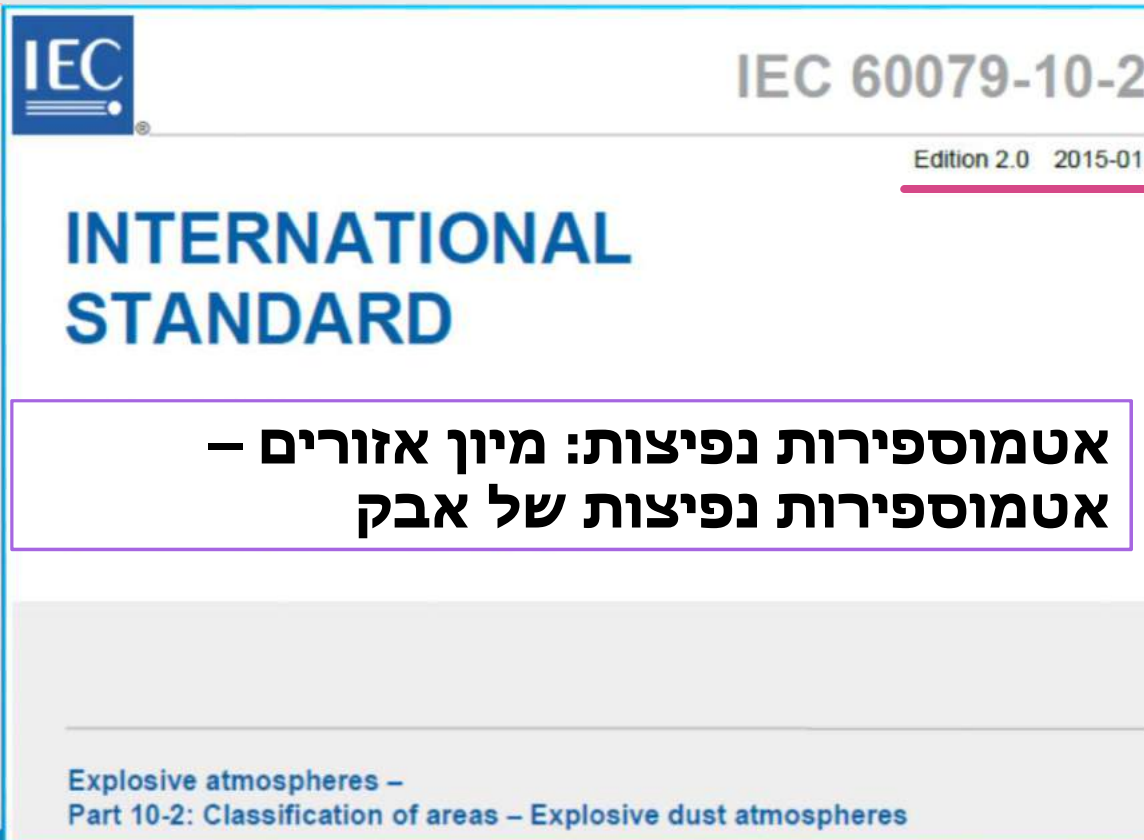 IEC
®
IEC 60079-10-2
Edition 2.0 2015-01
INTERNATIONAL
STANDARD
אטמוספירות נפיצות: מיון אזורים –
אטמוספירות נפיצות של אבק
Explosive atmospheres –
Part 10-2: Classification of areas – Explosive dust atmospheres